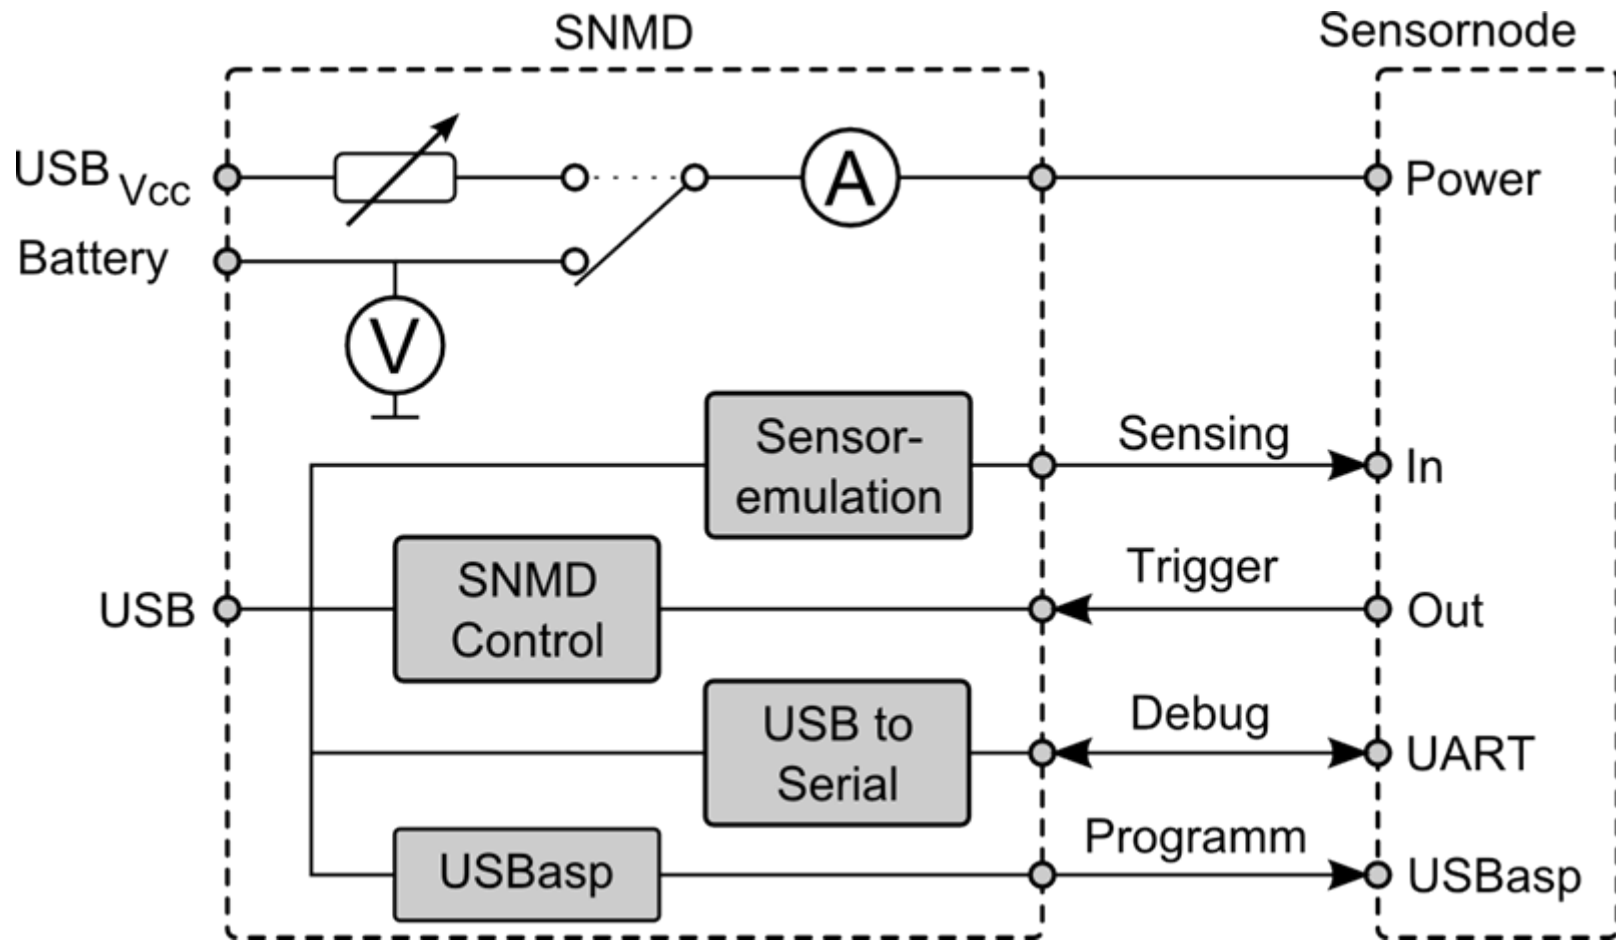 SNMD
Sensornode
USB Vcc
A
Power
Battery
V
Sensor-
emulation
Sensing
In
USB
SNMD
Control
Trigger
Out
USB to
Serial
Debug
UART
USBasp
Programm
USBasp